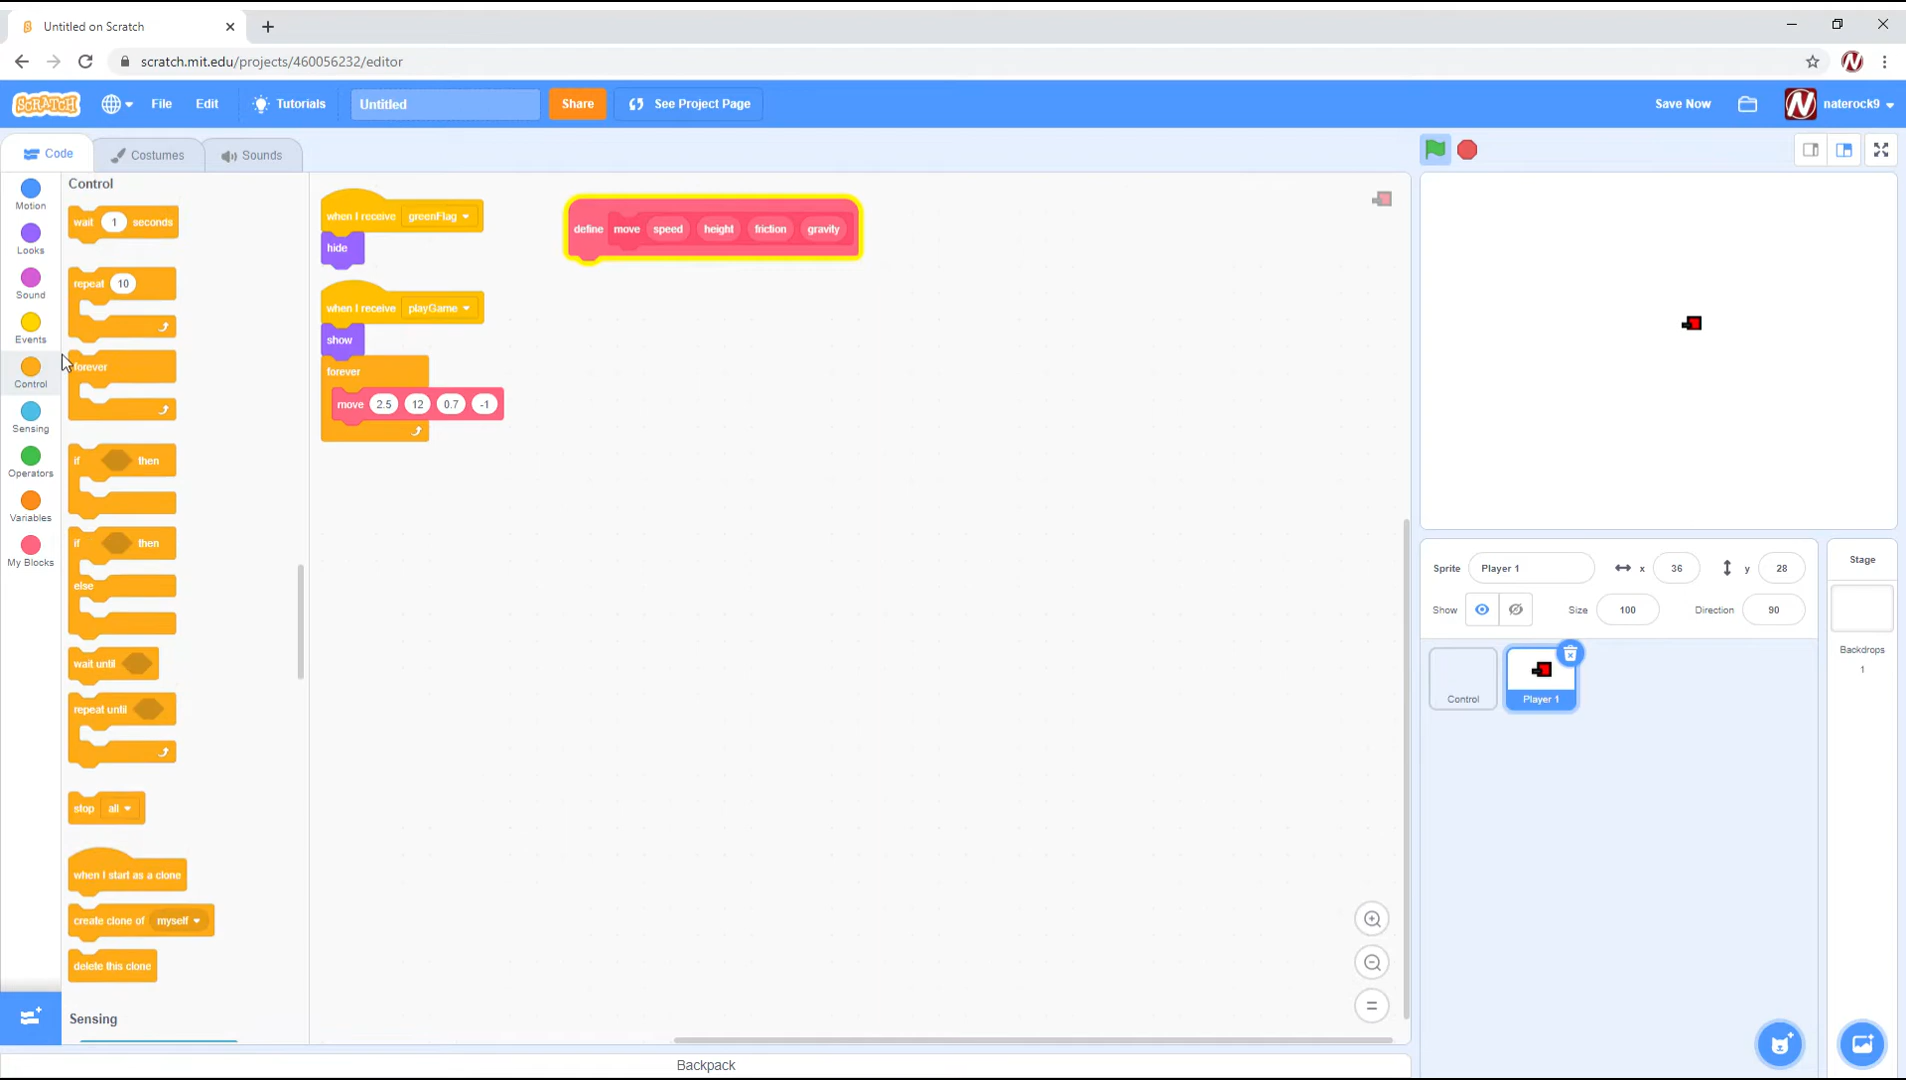 Untitled on Scratch
scratch.mit.edu/projects/460056232/editor
SCRATCH
File
Edit
Tutorials
Untitled
Share
See Project Page
Save Now
naterock9
Code
Costumes
Sounds
Motion
Looks
Sound
Events
Control
Sensing
Operators
Variables
My Blocks
Control
wait 1 seconds
repeat 10
forever
if then
if then
else
wait until
repeat until
stop all
when I start as a clone
create clone of myself
delete this clone
Sensing
when I receive greenFlag
hide
when I receive playGame
show
forever
move 2.5 12 0.7 -1
define move speed height friction gravity
Sprite Player 1 x 36 y 28
Show Size 100 Direction 90
Control
Player 1
Stage
Backdrops
1
Backpack